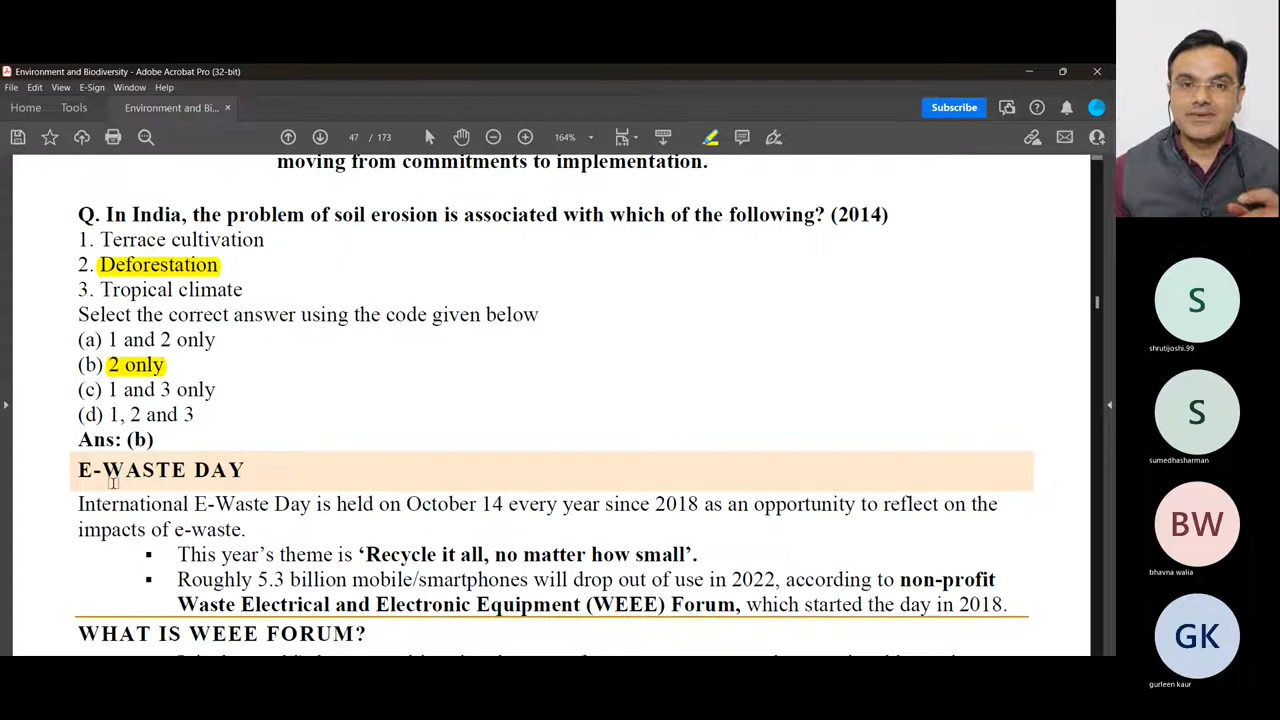 Environment and Biodiversity - Adobe Acrobat Pro (32-bit)
File Edit View E-Sign Window Help
Home Tools Environment and Bi... × Subscribe
47 / 173 164%
moving from commitments to implementation.
Q. In India, the problem of soil erosion is associated with which of the following? (2014)
1. Terrace cultivation
2. Deforestation
3. Tropical climate
Select the correct answer using the code given below
(a) 1 and 2 only
(b) 2 only
(c) 1 and 3 only
(d) 1, 2 and 3
Ans: (b)
E-WASTE DAY
International E-Waste Day is held on October 14 every year since 2018 as an opportunity to reflect on the
impacts of e-waste.
▪ This year’s theme is ‘Recycle it all, no matter how small’.
▪ Roughly 5.3 billion mobile/smartphones will drop out of use in 2022, according to non-profit
Waste Electrical and Electronic Equipment (WEEE) Forum, which started the day in 2018.
WHAT IS WEEE FORUM?
S
shrutijoshi.99
S
sumedhasharman
BW
bhavna walia
GK
gurleen kaur